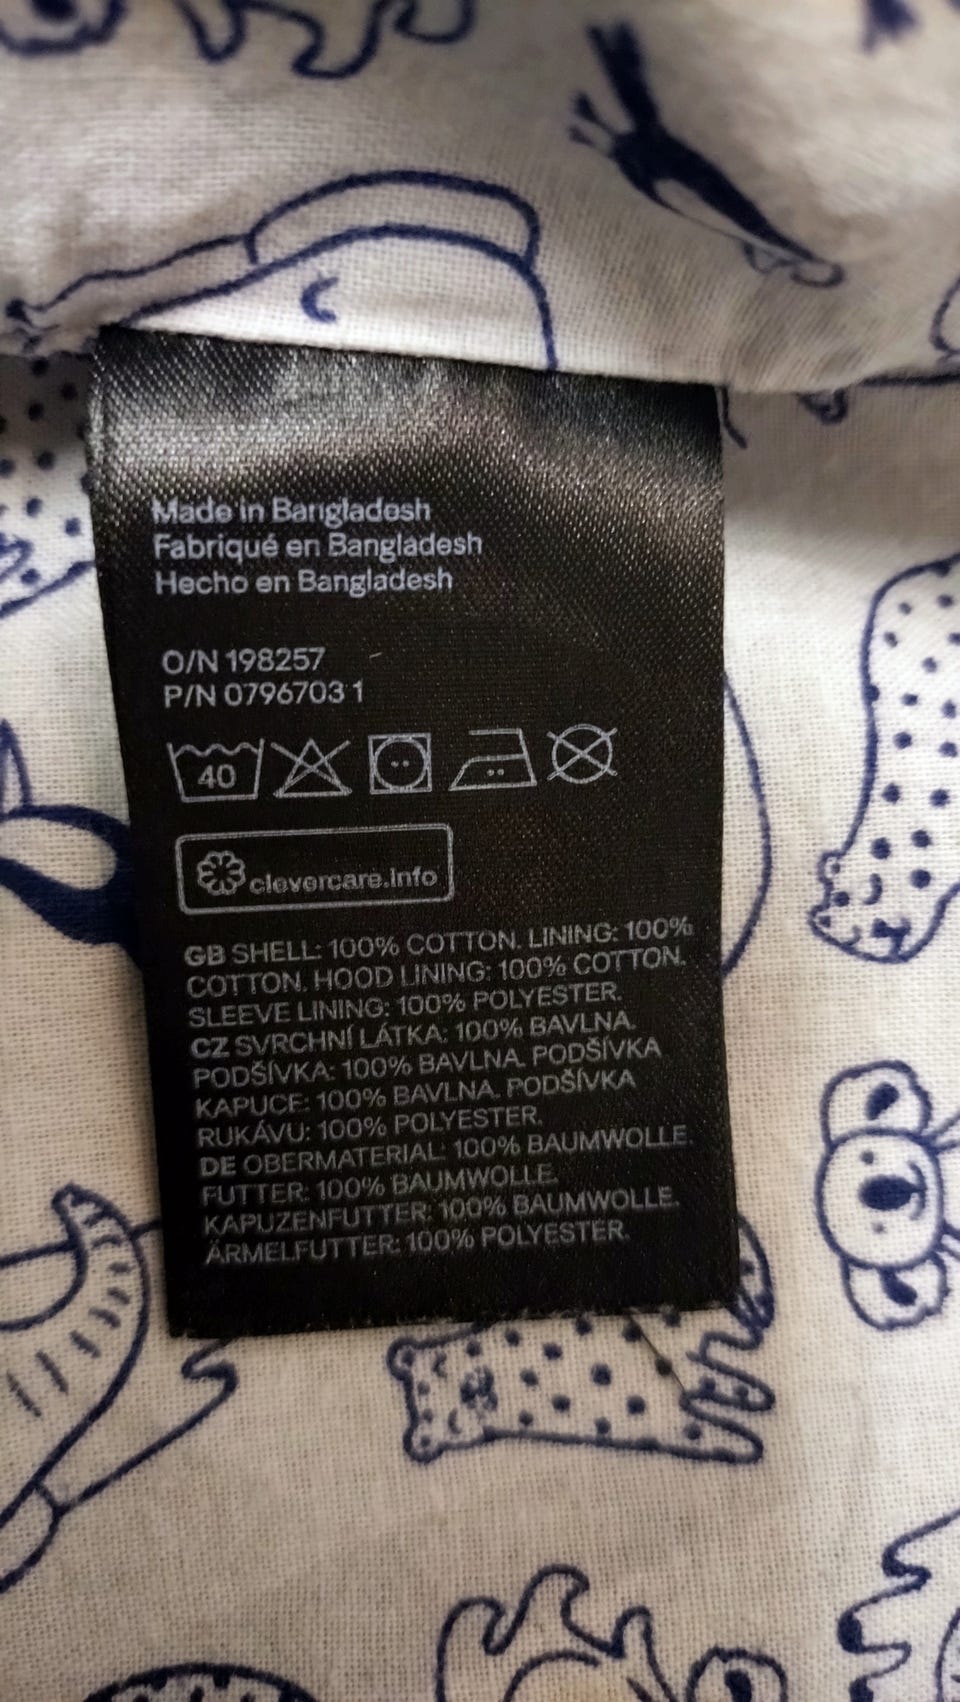 Made in Bangladesh
Fabriqué en Bangladesh
Hecho en Bangladesh
O/N 198257
P/N 0796703 1
40
clevercare.info
GB SHELL: 100% COTTON. LINING: 100%
COTTON. HOOD LINING: 100% COTTON.
SLEEVE LINING: 100% POLYESTER.
CZ SVRCHNÍ LÁTKA: 100% BAVLNA.
PODŠÍVKA: 100% BAVLNA. PODŠÍVKA
KAPUCE: 100% BAVLNA. PODŠÍVKA
RUKÁVU: 100% POLYESTER.
DE OBERMATERIAL: 100% BAUMWOLLE.
FUTTER: 100% BAUMWOLLE.
KAPUZENFUTTER: 100% BAUMWOLLE.
ÄRMELFUTTER: 100% POLYESTER.